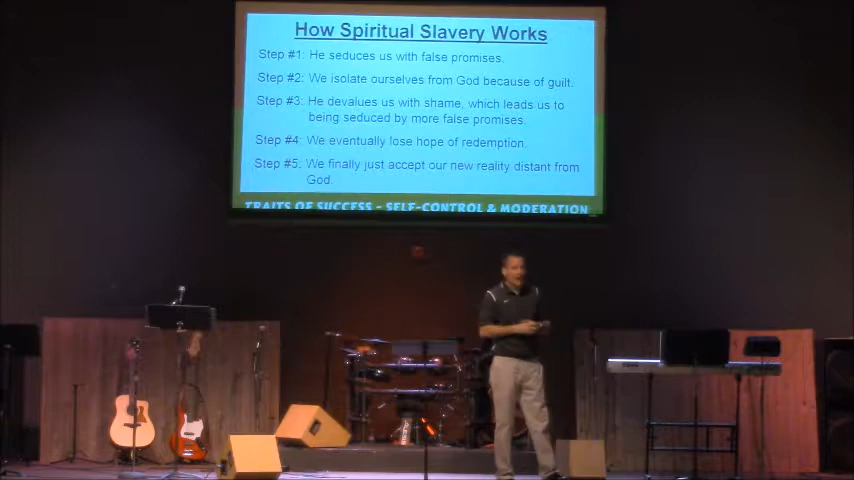 How Spiritual Slavery Works
Step #1: He seduces us with false promises.
Step #2: We isolate ourselves from God because of guilt.
Step #3: He devalues us with shame, which leads us to
being seduced by more false promises.
Step #4: We eventually lose hope of redemption.
Step #5: We finally just accept our new reality distant from
God.
TRAITS OF SUCCESS - SELF-CONTROL & MODERATION